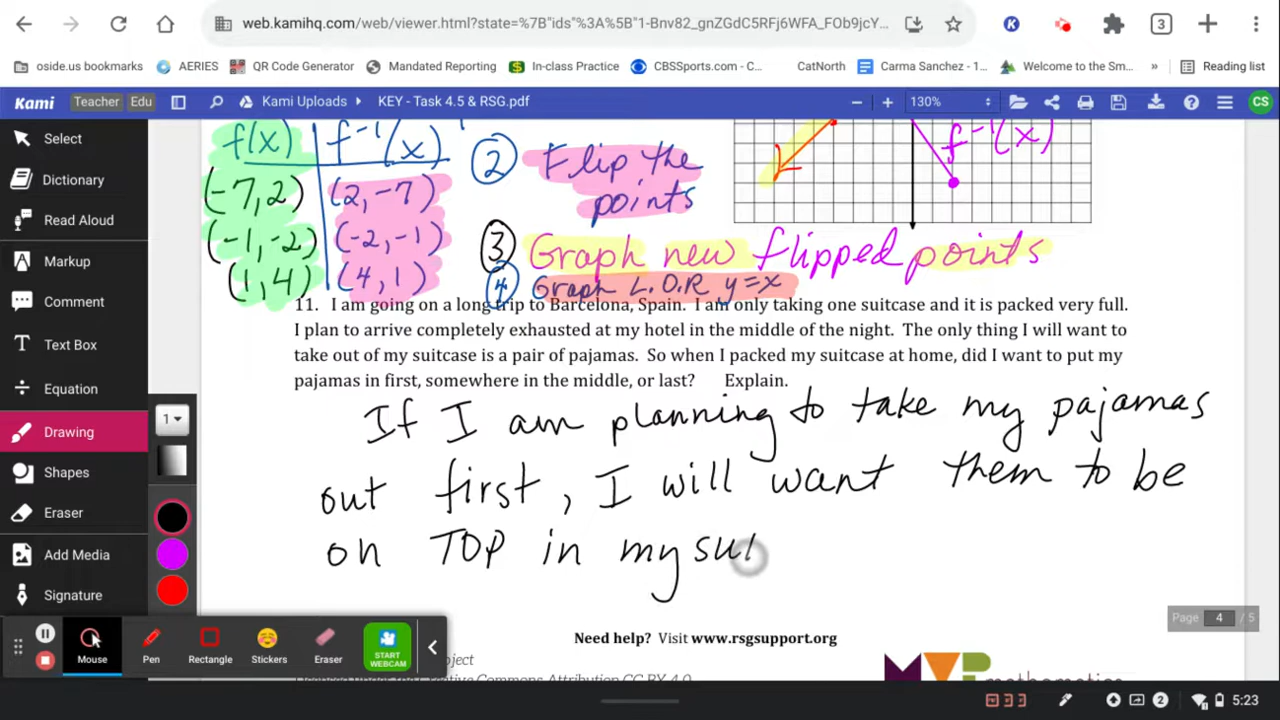 web.kamihq.com/web/viewer.html?state=%7B"ids"%3A%5B"1-Bnv82_gnZGdC5RFj6WFA_FOb9jcY...
3
oside.us bookmarks AERIES QR Code Generator Mandated Reporting In-class Practice CBSSports.com - C... CatNorth Carma Sanchez - 1... Welcome to the Sm... » Reading list
Kami Teacher Edu Kami Uploads KEY - Task 4.5 & RSG.pdf 130% CS
Select
Dictionary
Read Aloud
Markup
Comment
Text Box
Equation
Drawing
1
Shapes
Eraser
Add Media
Signature
f(x) f⁻¹(x)
(-7,2) (2,-7)
(-1,-2) (-2,-1)
(1,4) (4,1)
② Flip the
points
③ Graph new flipped points
④ Graph L.O.R y=x
f⁻¹(x)
11. I am going on a long trip to Barcelona, Spain. I am only taking one suitcase and it is packed very full.
I plan to arrive completely exhausted at my hotel in the middle of the night. The only thing I will want to
take out of my suitcase is a pair of pajamas. So when I packed my suitcase at home, did I want to put my
pajamas in first, somewhere in the middle, or last? Explain.
If I am planning to take my pajamas
out first, I will want them to be
on TOP in my sui
Page 4 / 5
Need help? Visit www.rsgsupport.org
Mouse Pen Rectangle Stickers Eraser START WEBCAM
MVP mathematics
2 5:23